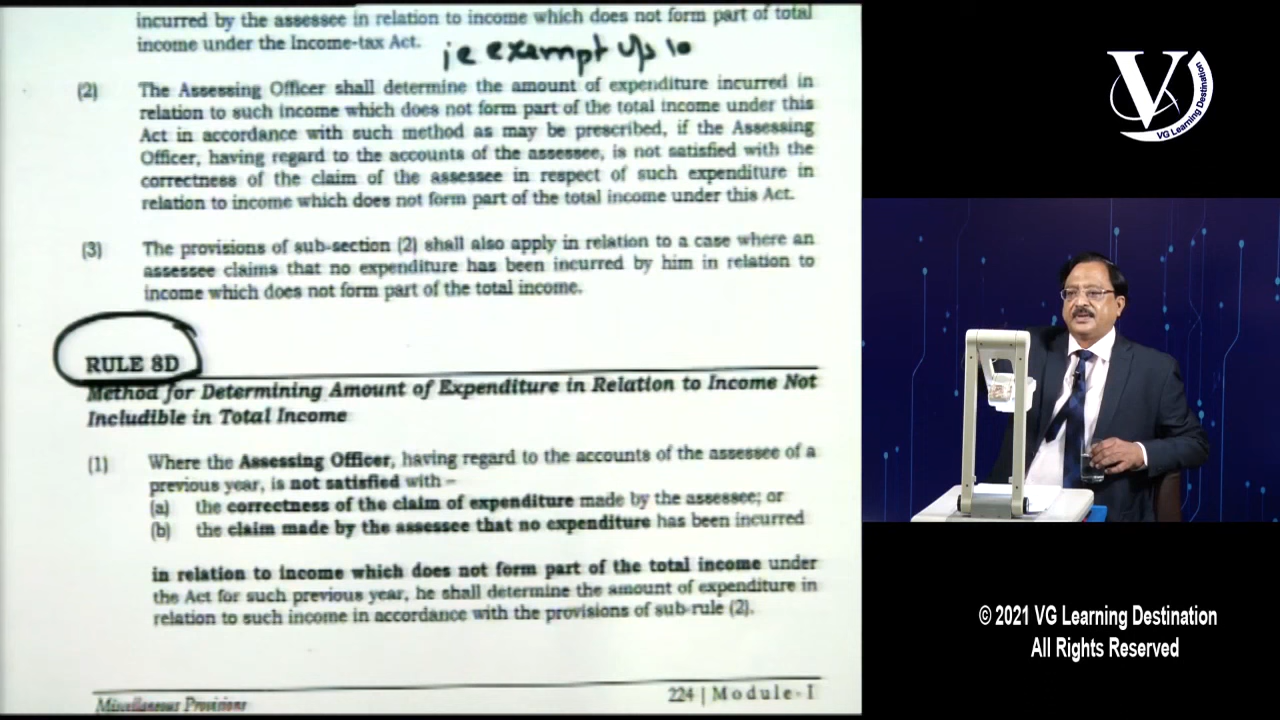 incurred by the assessee in relation to income which does not form part of total
income under the Income-tax Act.
ie exempt u/s 10
(2) The Assessing Officer shall determine the amount of expenditure incurred in
relation to such income which does not form part of the total income under this
Act in accordance with such method as may be prescribed, if the Assessing
Officer, having regard to the accounts of the assessee, is not satisfied with the
correctness of the claim of the assessee in respect of such expenditure in
relation to income which does not form part of the total income under this Act.
(3) The provisions of sub-section (2) shall also apply in relation to a case where an
assessee claims that no expenditure has been incurred by him in relation to
income which does not form part of the total income.
RULE 8D
Method for Determining Amount of Expenditure in Relation to Income Not
Includible in Total Income
(1) Where the Assessing Officer, having regard to the accounts of the assessee of a
previous year, is not satisfied with –
(a) the correctness of the claim of expenditure made by the assessee; or
(b) the claim made by the assessee that no expenditure has been incurred
in relation to income which does not form part of the total income under
the Act for such previous year, he shall determine the amount of expenditure in
relation to such income in accordance with the provisions of sub-rule (2).
Miscellaneous Provisions
224 | Module-I
V
VG Learning Destination
© 2021 VG Learning Destination
All Rights Reserved